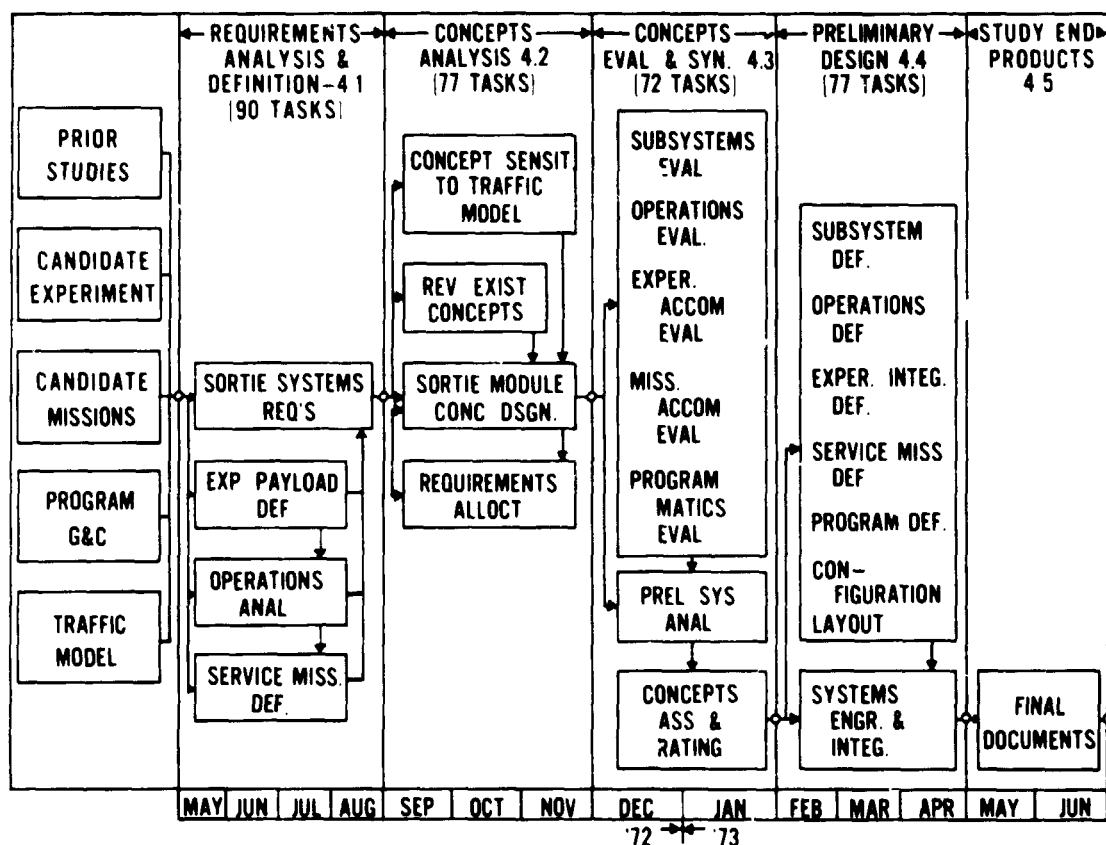 REQUIREMENTS
ANALYSIS &
DEFINITION-4 1
(90 TASKS)
CONCEPTS
ANALYSIS 4.2
(77 TASKS)
CONCEPTS
EVAL & SYN. 4.3
(72 TASKS)
PRELIMINARY
DESIGN 4.4
(77 TASKS)
STUDY END
PRODUCTS
4 5
PRIOR
STUDIES
CANDIDATE
EXPERIMENT
CANDIDATE
MISSIONS
PROGRAM
G&C
TRAFFIC
MODEL
SORTIE SYSTEMS
REQ'S
EXP PAYLOAD
DEF
OPERATIONS
ANAL
SERVICE MISS.
DEF.
CONCEPT SENSIT
TO TRAFFIC
MODEL
REV EXIST
CONCEPTS
SORTIE MODULE
CONC DSGN.
REQUIREMENTS
ALLOCT
SUBSYSTEMS
EVAL
OPERATIONS
EVAL.
EXPER.
ACCOM
EVAL
MISS.
ACCOM
EVAL
PROGRAM
MATICS
EVAL
PREL SYS
ANAL
CONCEPTS
ASS &
RATING
SUBSYSTEM
DEF.
OPERATIONS
DEF
EXPER. INTEG.
DEF.
SERVICE MISS
DEF
PROGRAM DEF.
CON-
FIGURATION
LAYOUT
SYSTEMS
ENGR. &
INTEG.
FINAL
DOCUMENTS
MAY JUN JUL AUG SEP OCT NOV DEC JAN FEB MAR APR MAY JUN
'72 '73